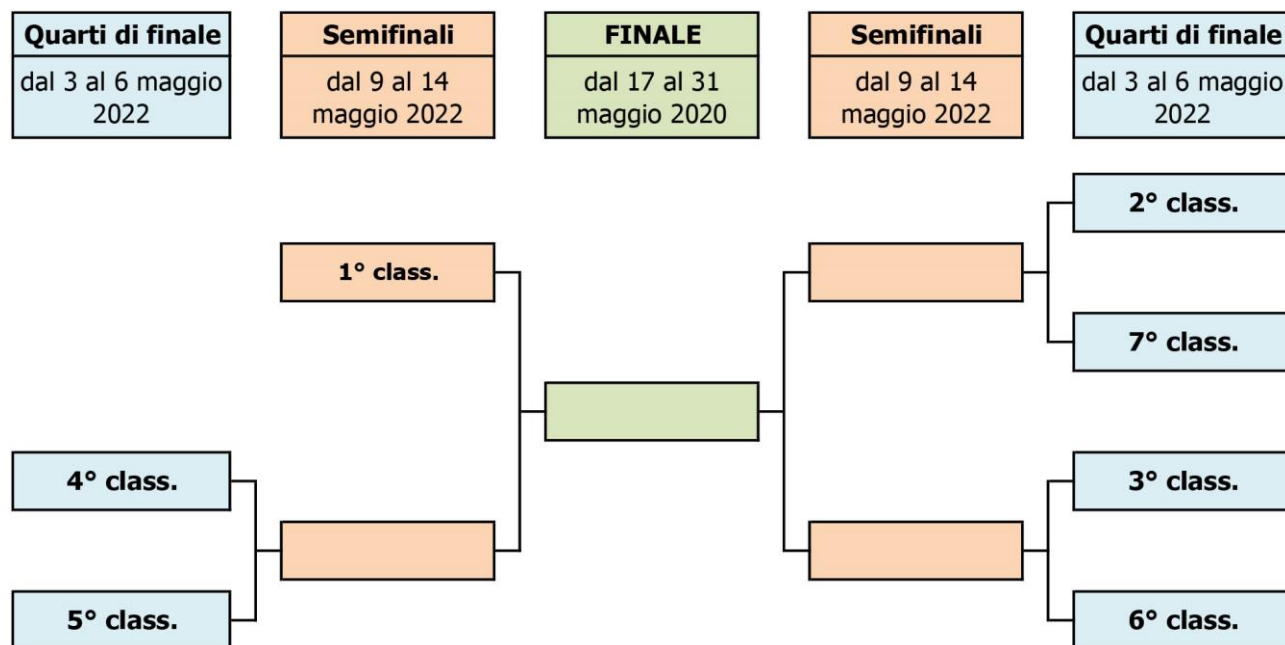 Quarti di finale
dal 3 al 6 maggio
2022
Semifinali
dal 9 al 14
maggio 2022
FINALE
dal 17 al 31
maggio 2020
Semifinali
dal 9 al 14
maggio 2022
Quarti di finale
dal 3 al 6 maggio
2022
2° class.
1° class.
7° class.
4° class.
3° class.
5° class.
6° class.